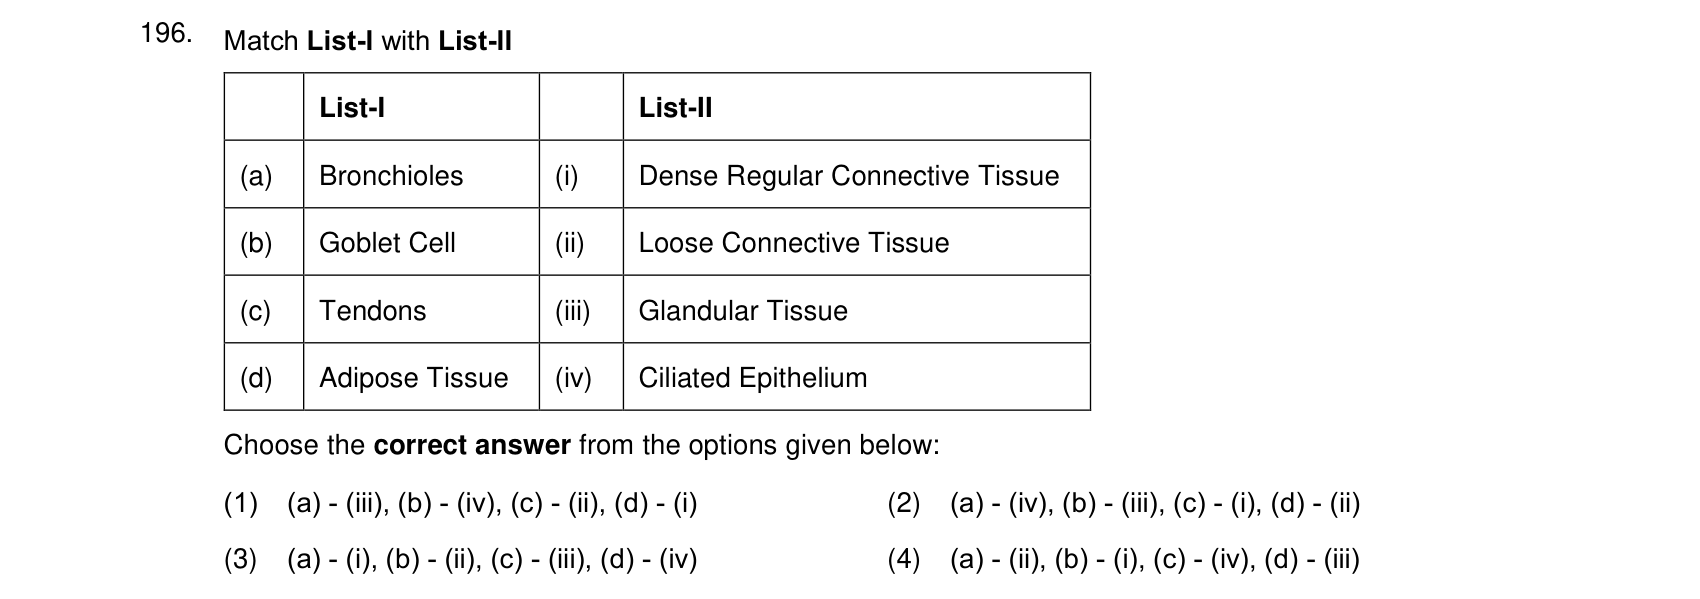 196. Match List-I with List-II
List-I List-II
(a) Bronchioles (i) Dense Regular Connective Tissue
(b) Goblet Cell (ii) Loose Connective Tissue
(c) Tendons (iii) Glandular Tissue
(d) Adipose Tissue (iv) Ciliated Epithelium
Choose the correct answer from the options given below:
(1) (a) - (iii), (b) - (iv), (c) - (ii), (d) - (i) (2) (a) - (iv), (b) - (iii), (c) - (i), (d) - (ii)
(3) (a) - (i), (b) - (ii), (c) - (iii), (d) - (iv) (4) (a) - (ii), (b) - (i), (c) - (iv), (d) - (iii)